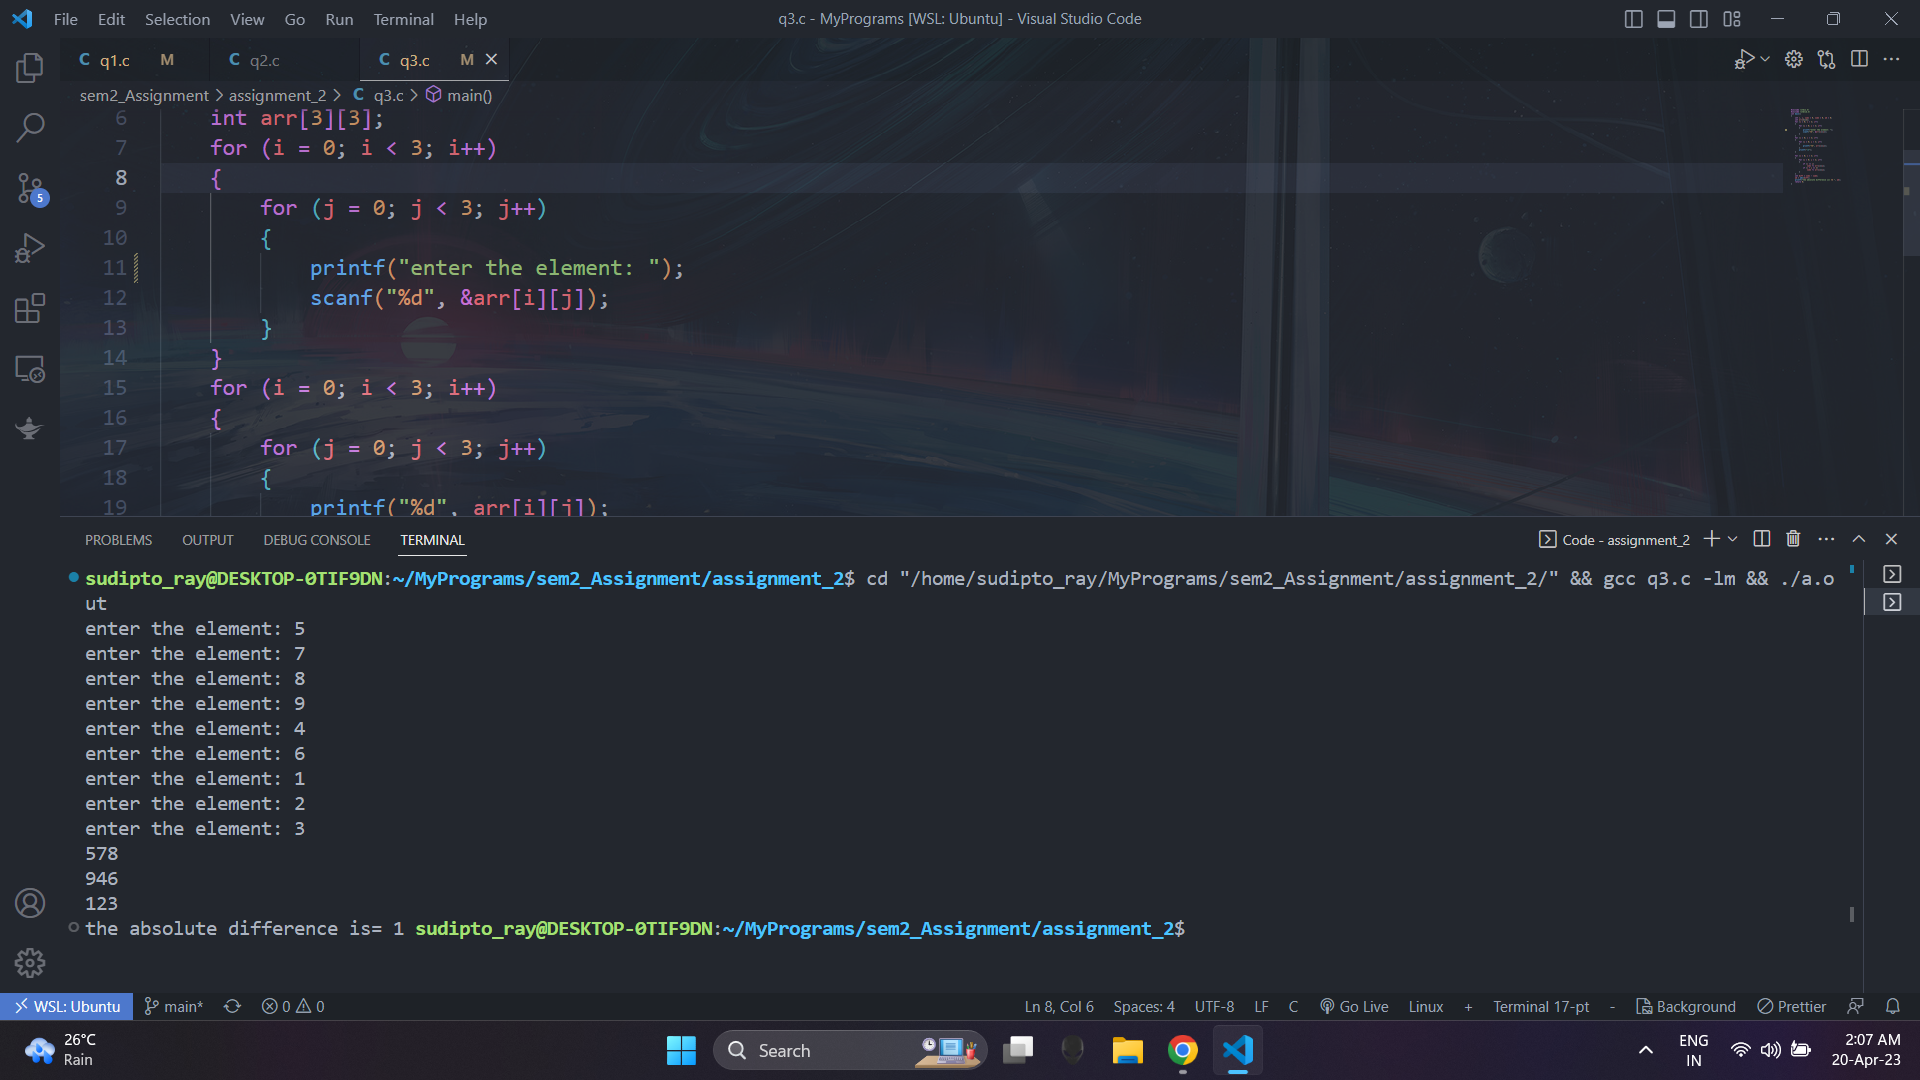 File Edit Selection View Go Run Terminal Help
q3.c - MyPrograms [WSL: Ubuntu] - Visual Studio Code
C q1.c M C q2.c C q3.c M
sem2_Assignment > assignment_2 > C q3.c > main()
6 int arr[3][3];
7 for (i = 0; i < 3; i++)
8 {
9 for (j = 0; j < 3; j++)
10 {
11 printf("enter the element: ");
12 scanf("%d", &arr[i][j]);
13 }
14 }
15 for (i = 0; i < 3; i++)
16 {
17 for (j = 0; j < 3; j++)
18 {
19 printf("%d", arr[i][j]);
5
PROBLEMS OUTPUT DEBUG CONSOLE TERMINAL
Code - assignment_2
sudipto_ray@DESKTOP-0TIF9DN:~/MyPrograms/sem2_Assignment/assignment_2$ cd "/home/sudipto_ray/MyPrograms/sem2_Assignment/assignment_2/" && gcc q3.c -lm && ./a.o
ut
enter the element: 5
enter the element: 7
enter the element: 8
enter the element: 9
enter the element: 4
enter the element: 6
enter the element: 1
enter the element: 2
enter the element: 3
578
946
123
the absolute difference is= 1 sudipto_ray@DESKTOP-0TIF9DN:~/MyPrograms/sem2_Assignment/assignment_2$
WSL: Ubuntu main* 0 0
Ln 8, Col 6 Spaces: 4 UTF-8 LF C Go Live Linux + Terminal 17-pt - Background Prettier
26°C
Rain
Search
ENG
IN
2:07 AM
20-Apr-23